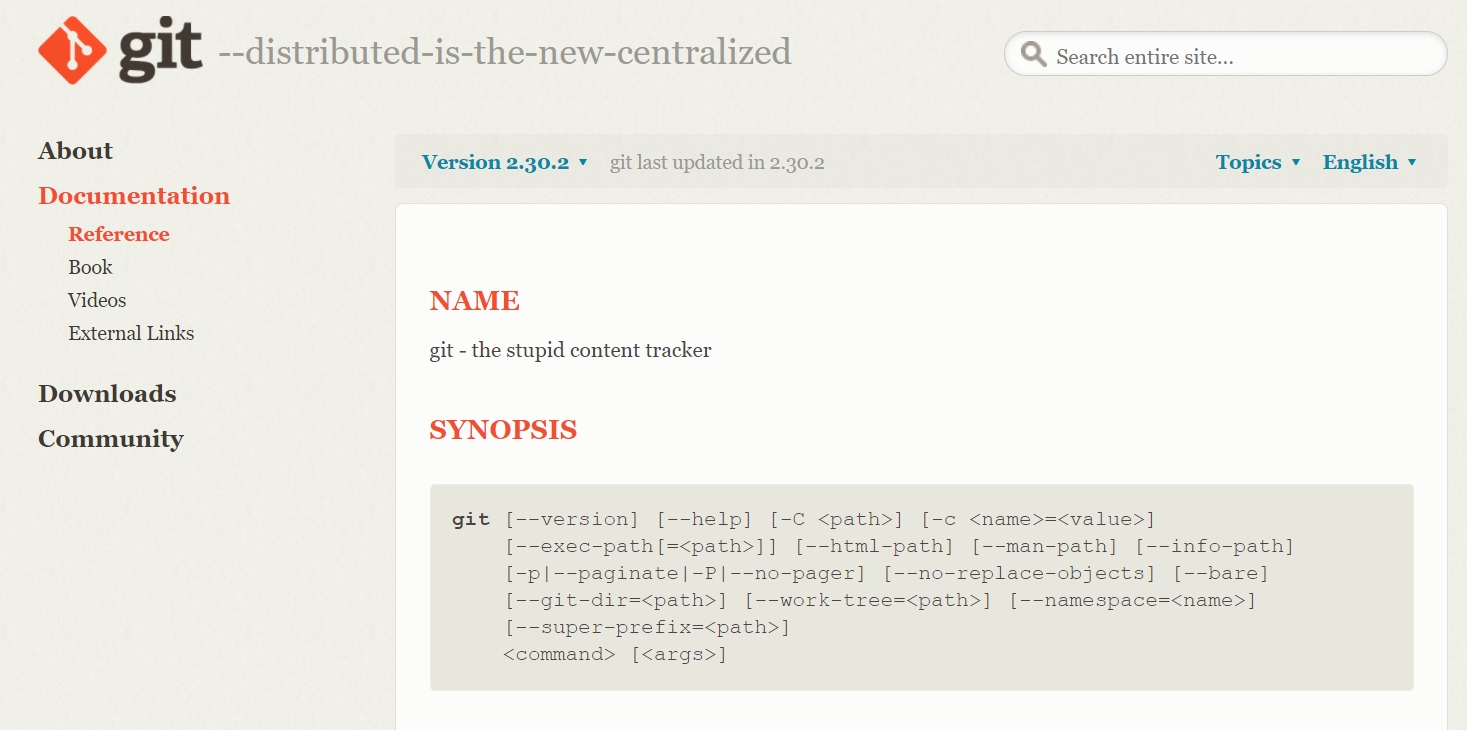 git --distributed-is-the-new-centralized
Search entire site...
About
Documentation
Reference
Book
Videos
External Links
Downloads
Community
Version 2.30.2 ▼ git last updated in 2.30.2 Topics ▼ English ▼
NAME
git - the stupid content tracker
SYNOPSIS
git [--version] [--help] [-C <path>] [-c <name>=<value>]
[--exec-path[=<path>]] [--html-path] [--man-path] [--info-path]
[-p|--paginate|-P|--no-pager] [--no-replace-objects] [--bare]
[--git-dir=<path>] [--work-tree=<path>] [--namespace=<name>]
[--super-prefix=<path>]
<command> [<args>]